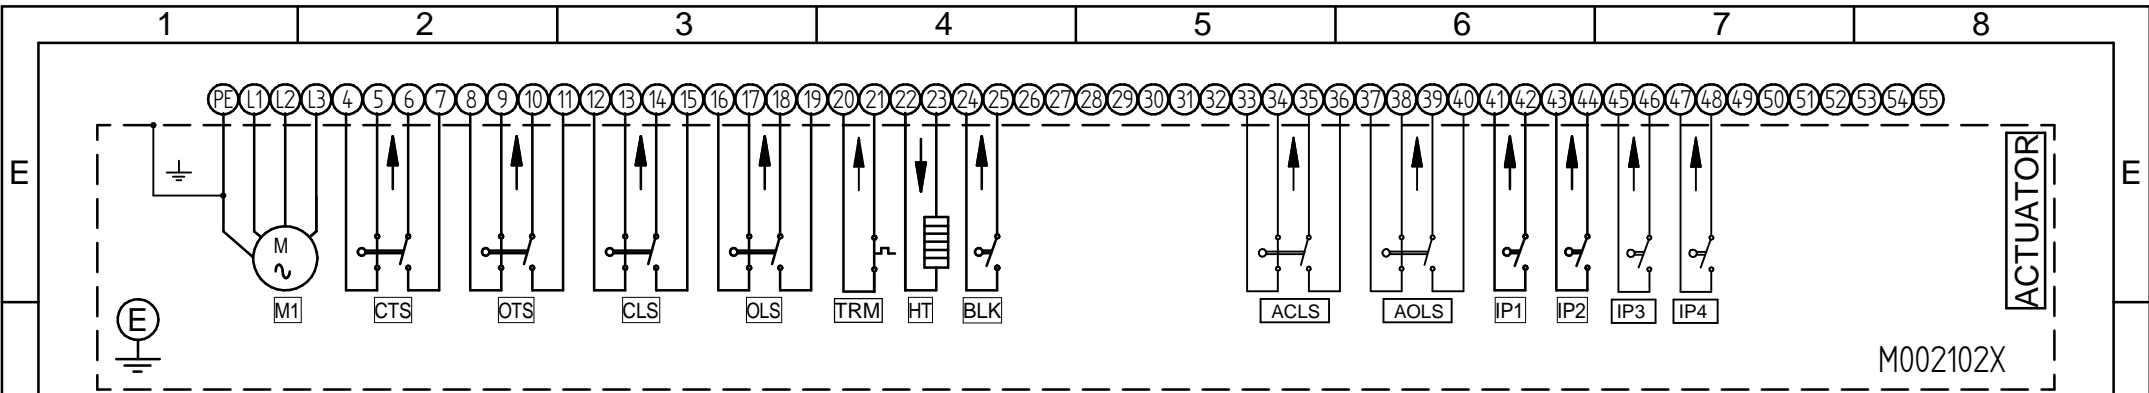 1 2 3 4 5 6 7 8
PE L1 L2 L3 4 5 6 7 8 9 10 11 12 13 14 15 16 17 18 19 20 21 22 23 24 25 26 27 28 29 30 31 32 33 34 35 36 37 38 39 40 41 42 43 44 45 46 47 48 49 50 51 52 53 54 55
E E
ACTUATOR
M
M1 CTS OTS CLS OLS TRM HT BLK ACLS AOLS IP1 IP2 IP3 IP4
E
M002102X